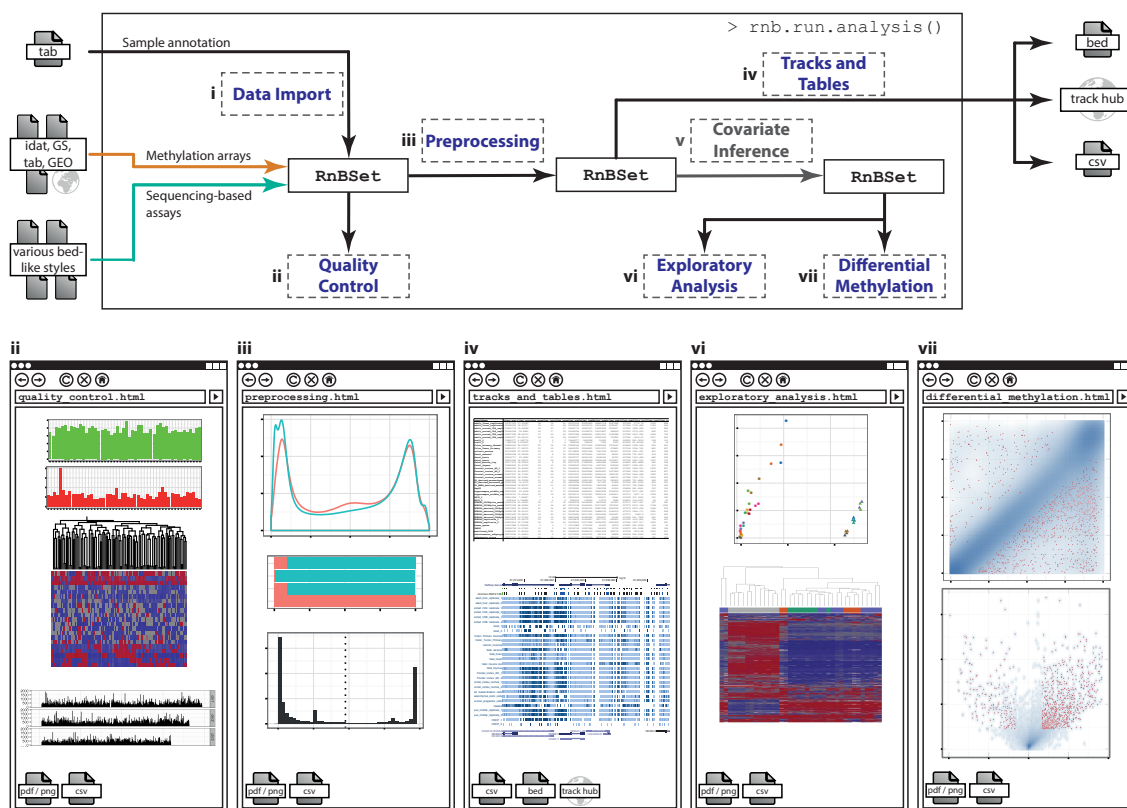 > rnb.run.analysis()
tab
Sample annotation
i
Data Import
iv
Tracks and
Tables
bed
track hub
csv
idat, GS,
tab, GEO
Methylation arrays
iii
Preprocessing
v
Covariate
Inference
RnBSet
RnBSet
RnBSet
Sequencing-based
assays
various bed-
like styles
ii
Quality
Control
vi
Exploratory
Analysis
vii
Differential
Methylation
ii
quality_control.html
pdf / png
csv
iii
preprocessing.html
pdf / png
csv
iv
tracks_and_tables.html
csv
bed
track hub
vi
exploratory_analysis.html
pdf / png
csv
vii
differential_methylation.html
pdf / png
csv